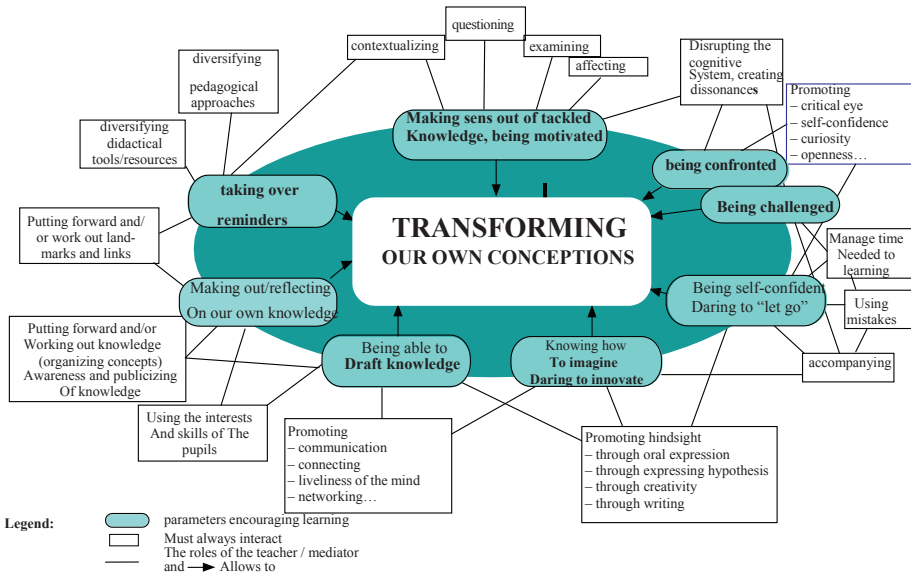 questioning
contextualizing
examining
affecting
diversifying
pedagogical
approaches
diversifying
didactical
tools/resources
Disrupting the
cognitive
System, creating
dissonances
Promoting
– critical eye
– self-confidence
– curiosity
– openness…
Making sens out of tackled
Knowledge, being motivated
being confronted
Being challenged
taking over
reminders
TRANSFORMING
OUR OWN CONCEPTIONS
Putting forward and/
or work out land-
marks and links
Manage time
Needed to
learning
Making out/reflecting
On our own knowledge
Being self-confident
Daring to “let go”
Using
mistakes
Putting forward and/or
Working out knowledge
(organizing concepts)
Awareness and publicizing
Of knowledge
Being able to
Draft knowledge
Knowing how
To imagine
Daring to innovate
accompanying
Using the interests
And skills of The
pupils
Promoting
– communication
– connecting
– liveliness of the mind
– networking…
Promoting hindsight
– through oral expression
– through expressing hypothesis
– through creativity
– through writing
Legend:
parameters encouraging learning
Must always interact
The roles of the teacher / mediator
and → Allows to